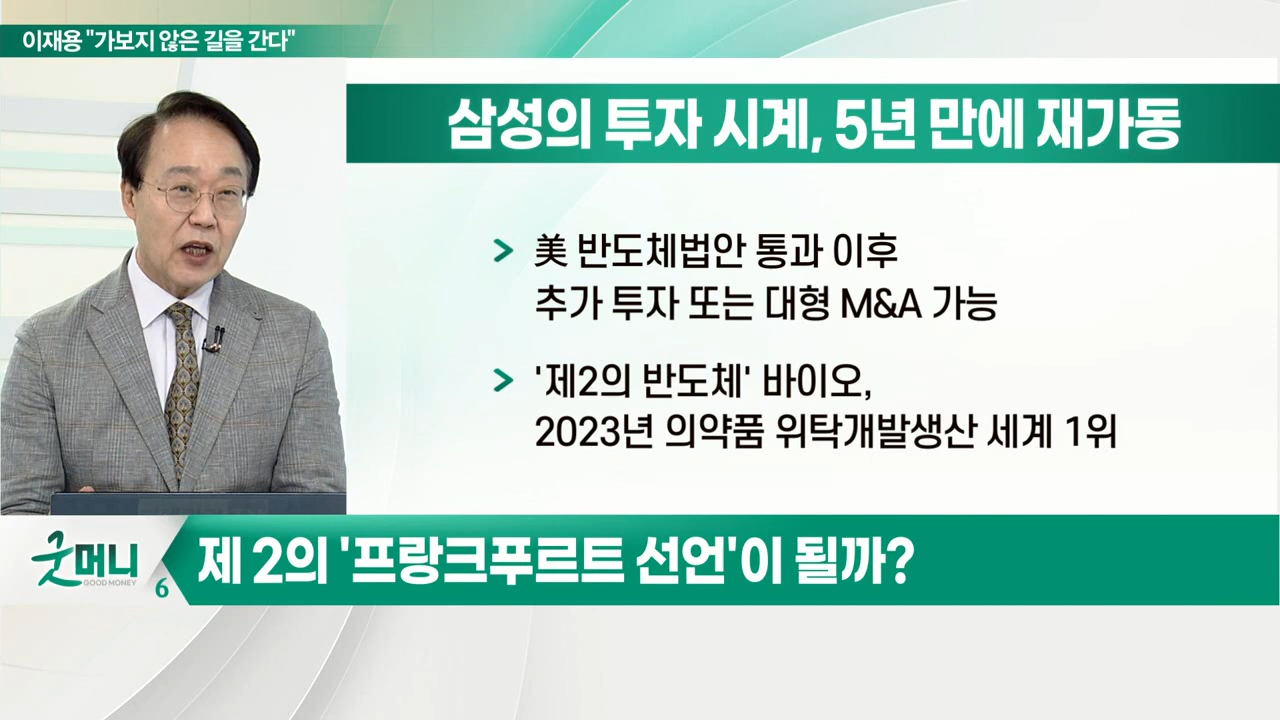 이재용 "가보지 않은 길을 간다"
삼성의 투자 시계, 5년 만에 재가동
> 美 반도체법안 통과 이후
추가 투자 또는 대형 M&A 가능
> '제2의 반도체' 바이오,
2023년 의약품 위탁개발생산 세계 1위
굿머니
GOOD MONEY
6
제 2의 '프랑크푸르트 선언'이 될까?